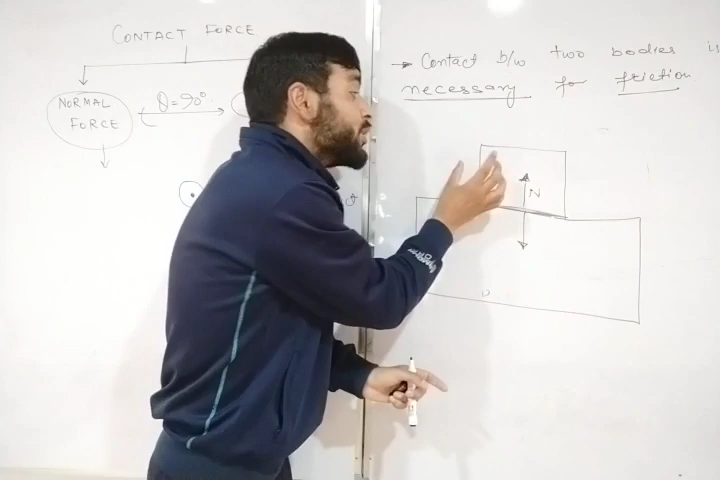 CONTACT FORCE
NORMAL
FORCE
θ=90°
→ Contact b/w two bodies is
necessary for friction
N